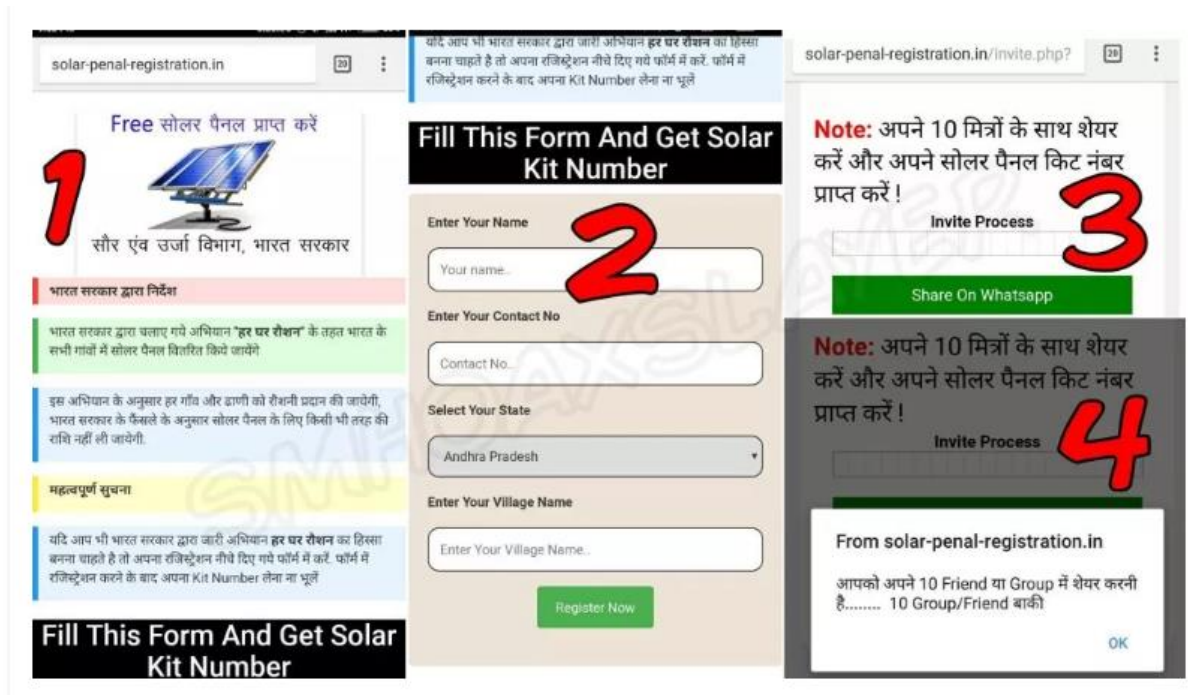 solar-penal-registration.in
20
Free सोलर पैनल प्राप्त करें
1
सौर एंव उर्जा विभाग, भारत सरकार
भारत सरकार द्वारा निर्देश
भारत सरकार द्वारा चलाए गये अभियान "हर घर रौशन" के तहत भारत के
सभी गांवों में सोलर पैनल वितरित किये जायेंगे
इस अभियान के अनुसार हर गाँव और ढाणी को रौशनी प्रदान की जायेगी,
भारत सरकार के फैंसले के अनुसार सोलर पैनल के लिए किसी भी तरह की
राशि नहीं ली जायेगी.
महत्वपूर्ण सुचना
यदि आप भी भारत सरकार द्वारा जारी अभियान हर घर रौशन का हिस्सा
बनना चाहते है तो अपना रजिस्ट्रेशन नीचे दिए गये फॉर्म में करें. फॉर्म में
रजिस्ट्रेशन करने के बाद अपना Kit Number लेना ना भूलें
Fill This Form And Get Solar
Kit Number
यदि आप भी भारत सरकार द्वारा जारी अभियान हर घर रौशन का हिस्सा
बनना चाहते है तो अपना रजिस्ट्रेशन नीचे दिए गये फॉर्म में करें. फॉर्म में
रजिस्ट्रेशन करने के बाद अपना Kit Number लेना ना भूलें
Fill This Form And Get Solar
Kit Number
2
Enter Your Name
Your name..
Enter Your Contact No
Contact No..
Select Your State
Andhra Pradesh
Enter Your Village Name
Enter Your Village Name..
Register Now
solar-penal-registration.in/invite.php?
20
Note: अपने 10 मित्रों के साथ शेयर
करें और अपने सोलर पैनल किट नंबर
प्राप्त करें !
3
Invite Process
Share On Whatsapp
Note: अपने 10 मित्रों के साथ शेयर
करें और अपने सोलर पैनल किट नंबर
प्राप्त करें !
4
Invite Process
From solar-penal-registration.in
आपको अपने 10 Friend या Group में शेयर करनी
है........ 10 Group/Friend बाकी
OK
SMHOAXSLAYER